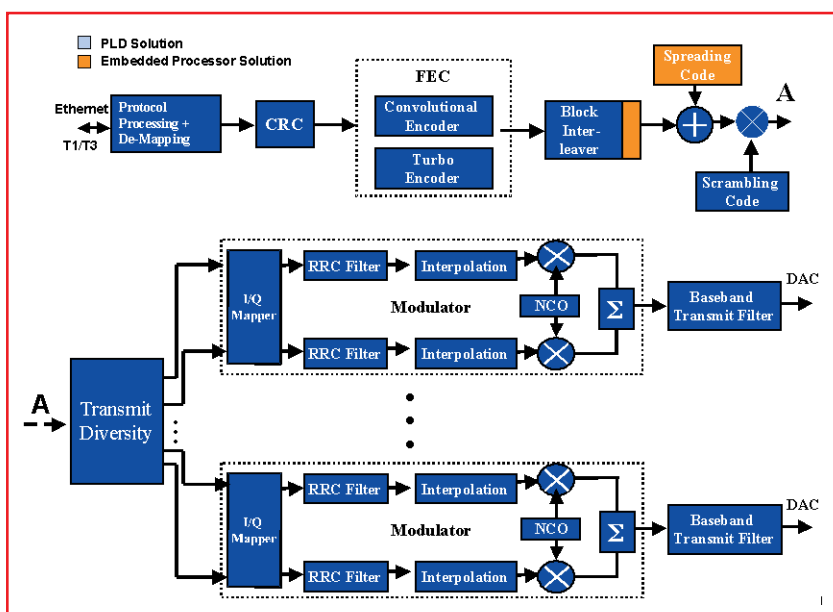 PLD Solution
Embedded Processor Solution
Ethernet
T1/T3
Protocol
Processing +
De-Mapping
CRC
FEC
Convolutional
Encoder
Turbo
Encoder
Block
Inter-
leaver
Spreading
Code
+
×
A
Scrambling
Code
A
Transmit
Diversity
I/Q
Mapper
RRC Filter
Interpolation
Modulator
NCO
RRC Filter
Interpolation
Σ
Baseband
Transmit Filter
DAC
I/Q
Mapper
RRC Filter
Interpolation
Modulator
NCO
RRC Filter
Interpolation
Σ
Baseband
Transmit Filter
DAC